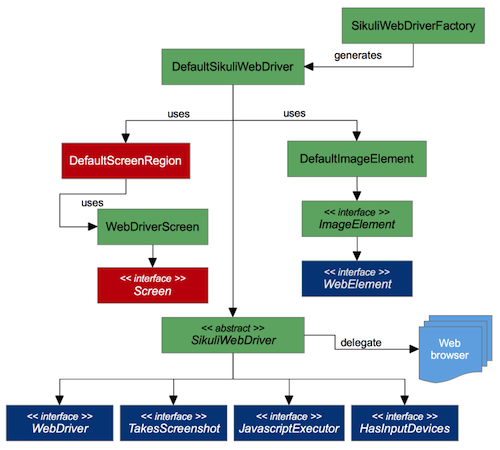 SikuliWebDriverFactory
generates
DefaultSikuliWebDriver
uses
uses
DefaultScreenRegion
DefaultImageElement
uses
WebDriverScreen
<< interface >>
ImageElement
<< interface >>
Screen
<< interface >>
WebElement
<< abstract >>
SikuliWebDriver
delegate
Web
browser
<< interface >>
WebDriver
<< interface >>
TakesScreenshot
<< interface >>
JavascriptExecutor
<< interface >>
HasInputDevices